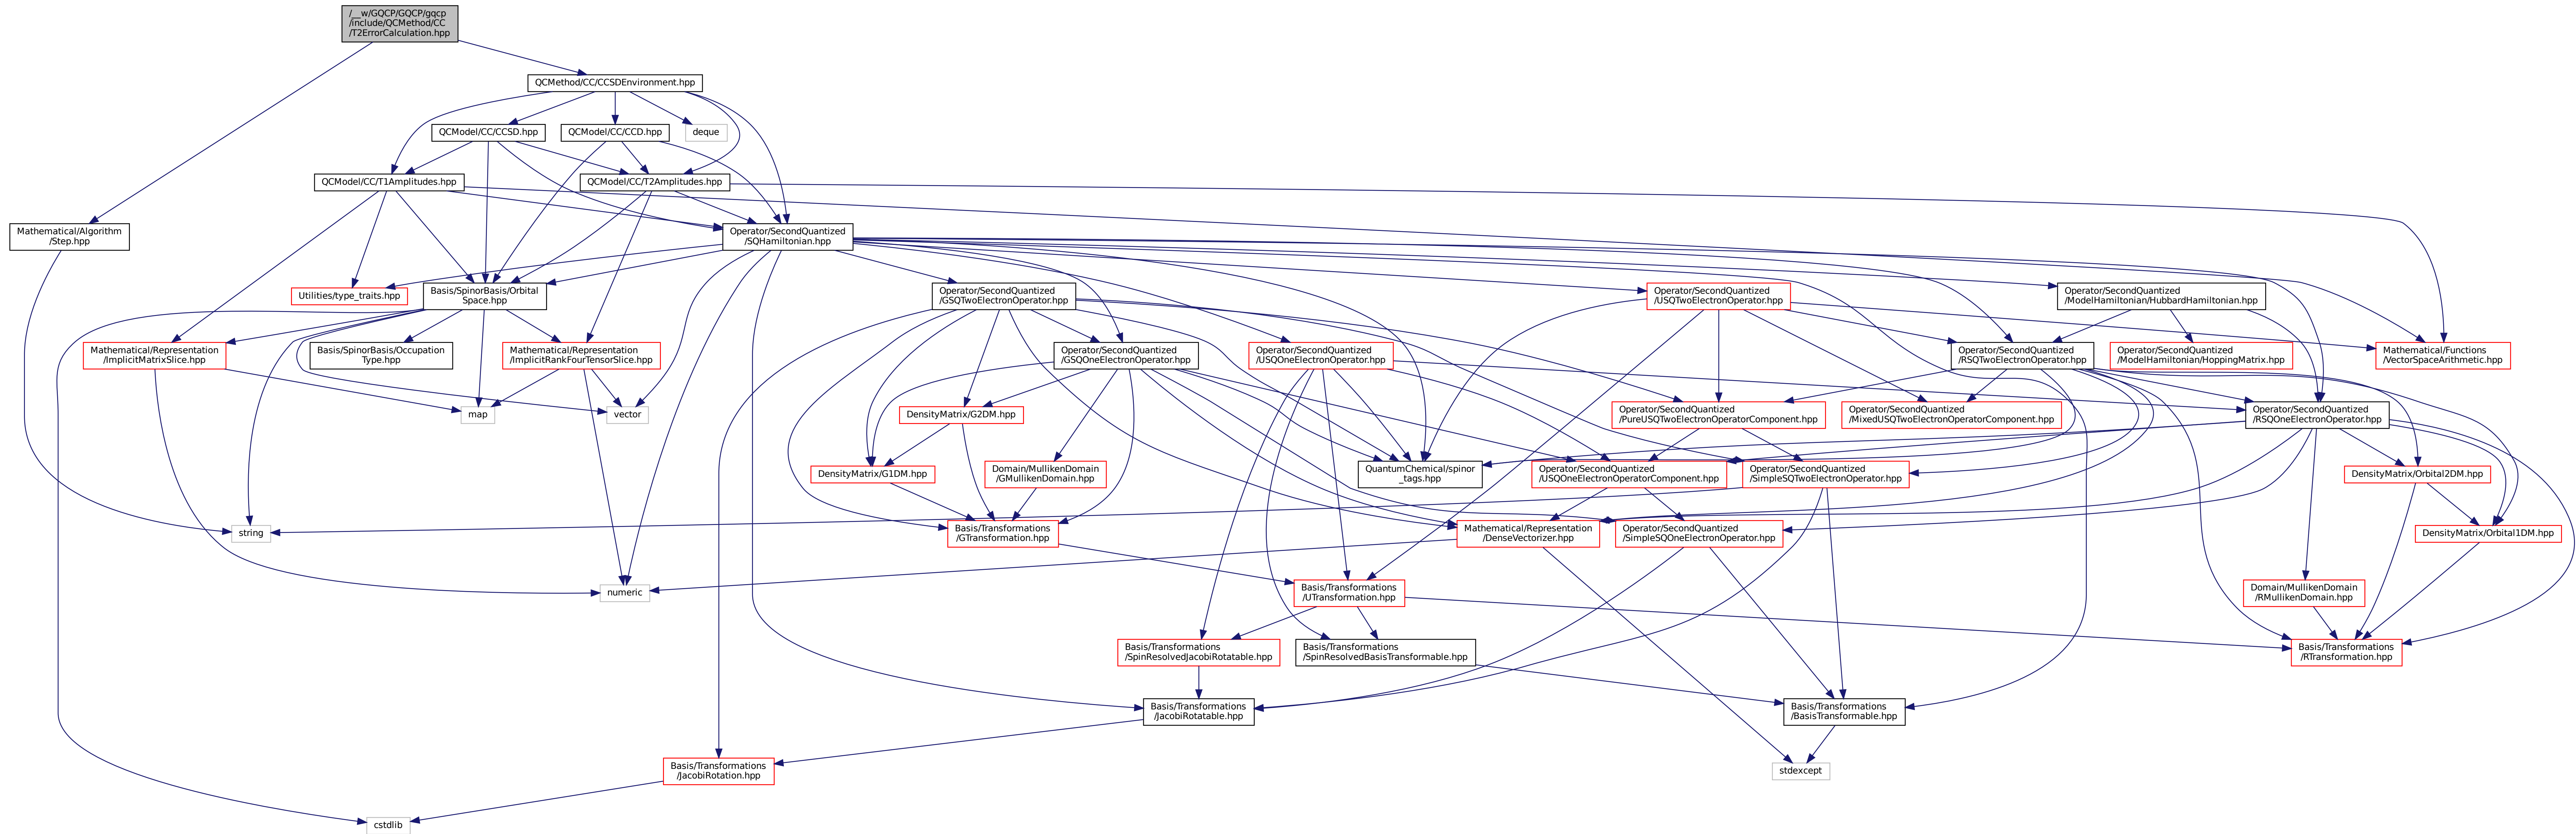 /__w/GQCP/GQCP/gqcp
/include/QCMethod/CC
/T2ErrorCalculation.hpp
QCMethod/CC/CCSDEnvironment.hpp
QCModel/CC/CCSD.hpp
QCModel/CC/CCD.hpp
deque
QCModel/CC/T1Amplitudes.hpp
QCModel/CC/T2Amplitudes.hpp
Mathematical/Algorithm
/Step.hpp
Operator/SecondQuantized
/SQHamiltonian.hpp
Utilities/type_traits.hpp
Basis/SpinorBasis/Orbital
Space.hpp
Operator/SecondQuantized
/GSQTwoElectronOperator.hpp
Operator/SecondQuantized
/USQTwoElectronOperator.hpp
Operator/SecondQuantized
/ModelHamiltonian/HubbardHamiltonian.hpp
Mathematical/Representation
/ImplicitMatrixSlice.hpp
Basis/SpinorBasis/Occupation
Type.hpp
Mathematical/Representation
/ImplicitRankFourTensorSlice.hpp
Operator/SecondQuantized
/GSQOneElectronOperator.hpp
Operator/SecondQuantized
/USQOneElectronOperator.hpp
Operator/SecondQuantized
/RSQTwoElectronOperator.hpp
Operator/SecondQuantized
/ModelHamiltonian/HoppingMatrix.hpp
Mathematical/Functions
/VectorSpaceArithmetic.hpp
map
vector
DensityMatrix/G2DM.hpp
Operator/SecondQuantized
/PureUSQTwoElectronOperatorComponent.hpp
Operator/SecondQuantized
/MixedUSQTwoElectronOperatorComponent.hpp
Operator/SecondQuantized
/RSQOneElectronOperator.hpp
DensityMatrix/G1DM.hpp
Domain/MullikenDomain
/GMullikenDomain.hpp
QuantumChemical/spinor
_tags.hpp
Operator/SecondQuantized
/USQOneElectronOperatorComponent.hpp
Operator/SecondQuantized
/SimpleSQTwoElectronOperator.hpp
DensityMatrix/Orbital2DM.hpp
string
Basis/Transformations
/GTransformation.hpp
Mathematical/Representation
/DenseVectorizer.hpp
Operator/SecondQuantized
/SimpleSQOneElectronOperator.hpp
DensityMatrix/Orbital1DM.hpp
numeric
Basis/Transformations
/UTransformation.hpp
Domain/MullikenDomain
/RMullikenDomain.hpp
Basis/Transformations
/SpinResolvedJacobiRotatable.hpp
Basis/Transformations
/SpinResolvedBasisTransformable.hpp
Basis/Transformations
/RTransformation.hpp
Basis/Transformations
/JacobiRotatable.hpp
Basis/Transformations
/BasisTransformable.hpp
Basis/Transformations
/JacobiRotation.hpp
stdexcept
cstdlib